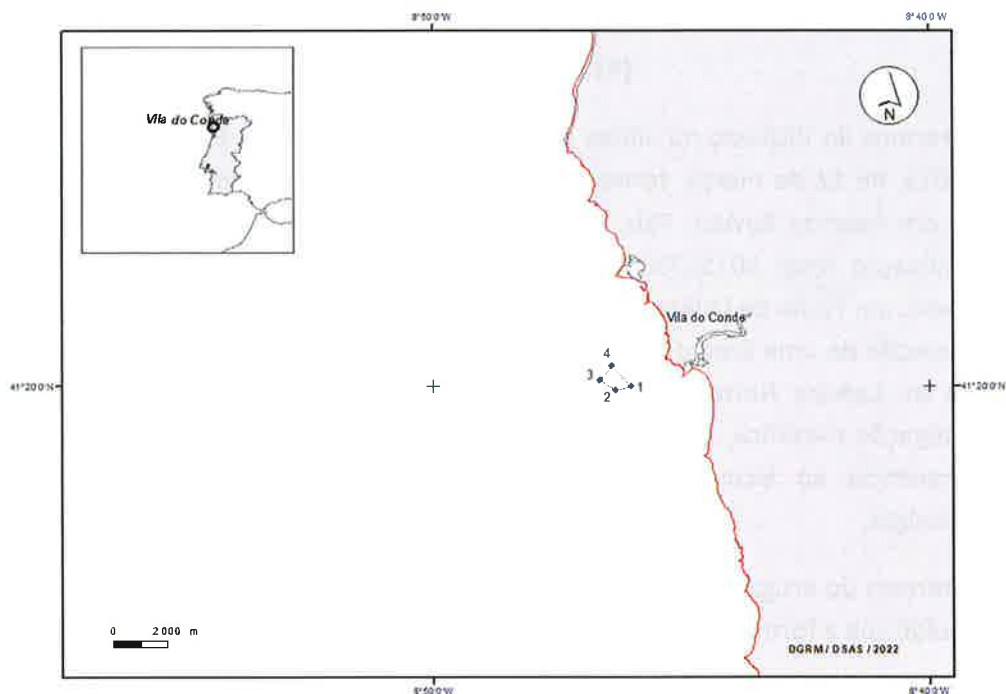 8°50'0"W 8°40'0"W
Vila do Conde
N
Vila do Conde
4
3
1
2
41°20'0"N 41°20'0"N
0 2 000 m
DGRM / DSAS / 2022
8°50'0"W 8°40'0"W